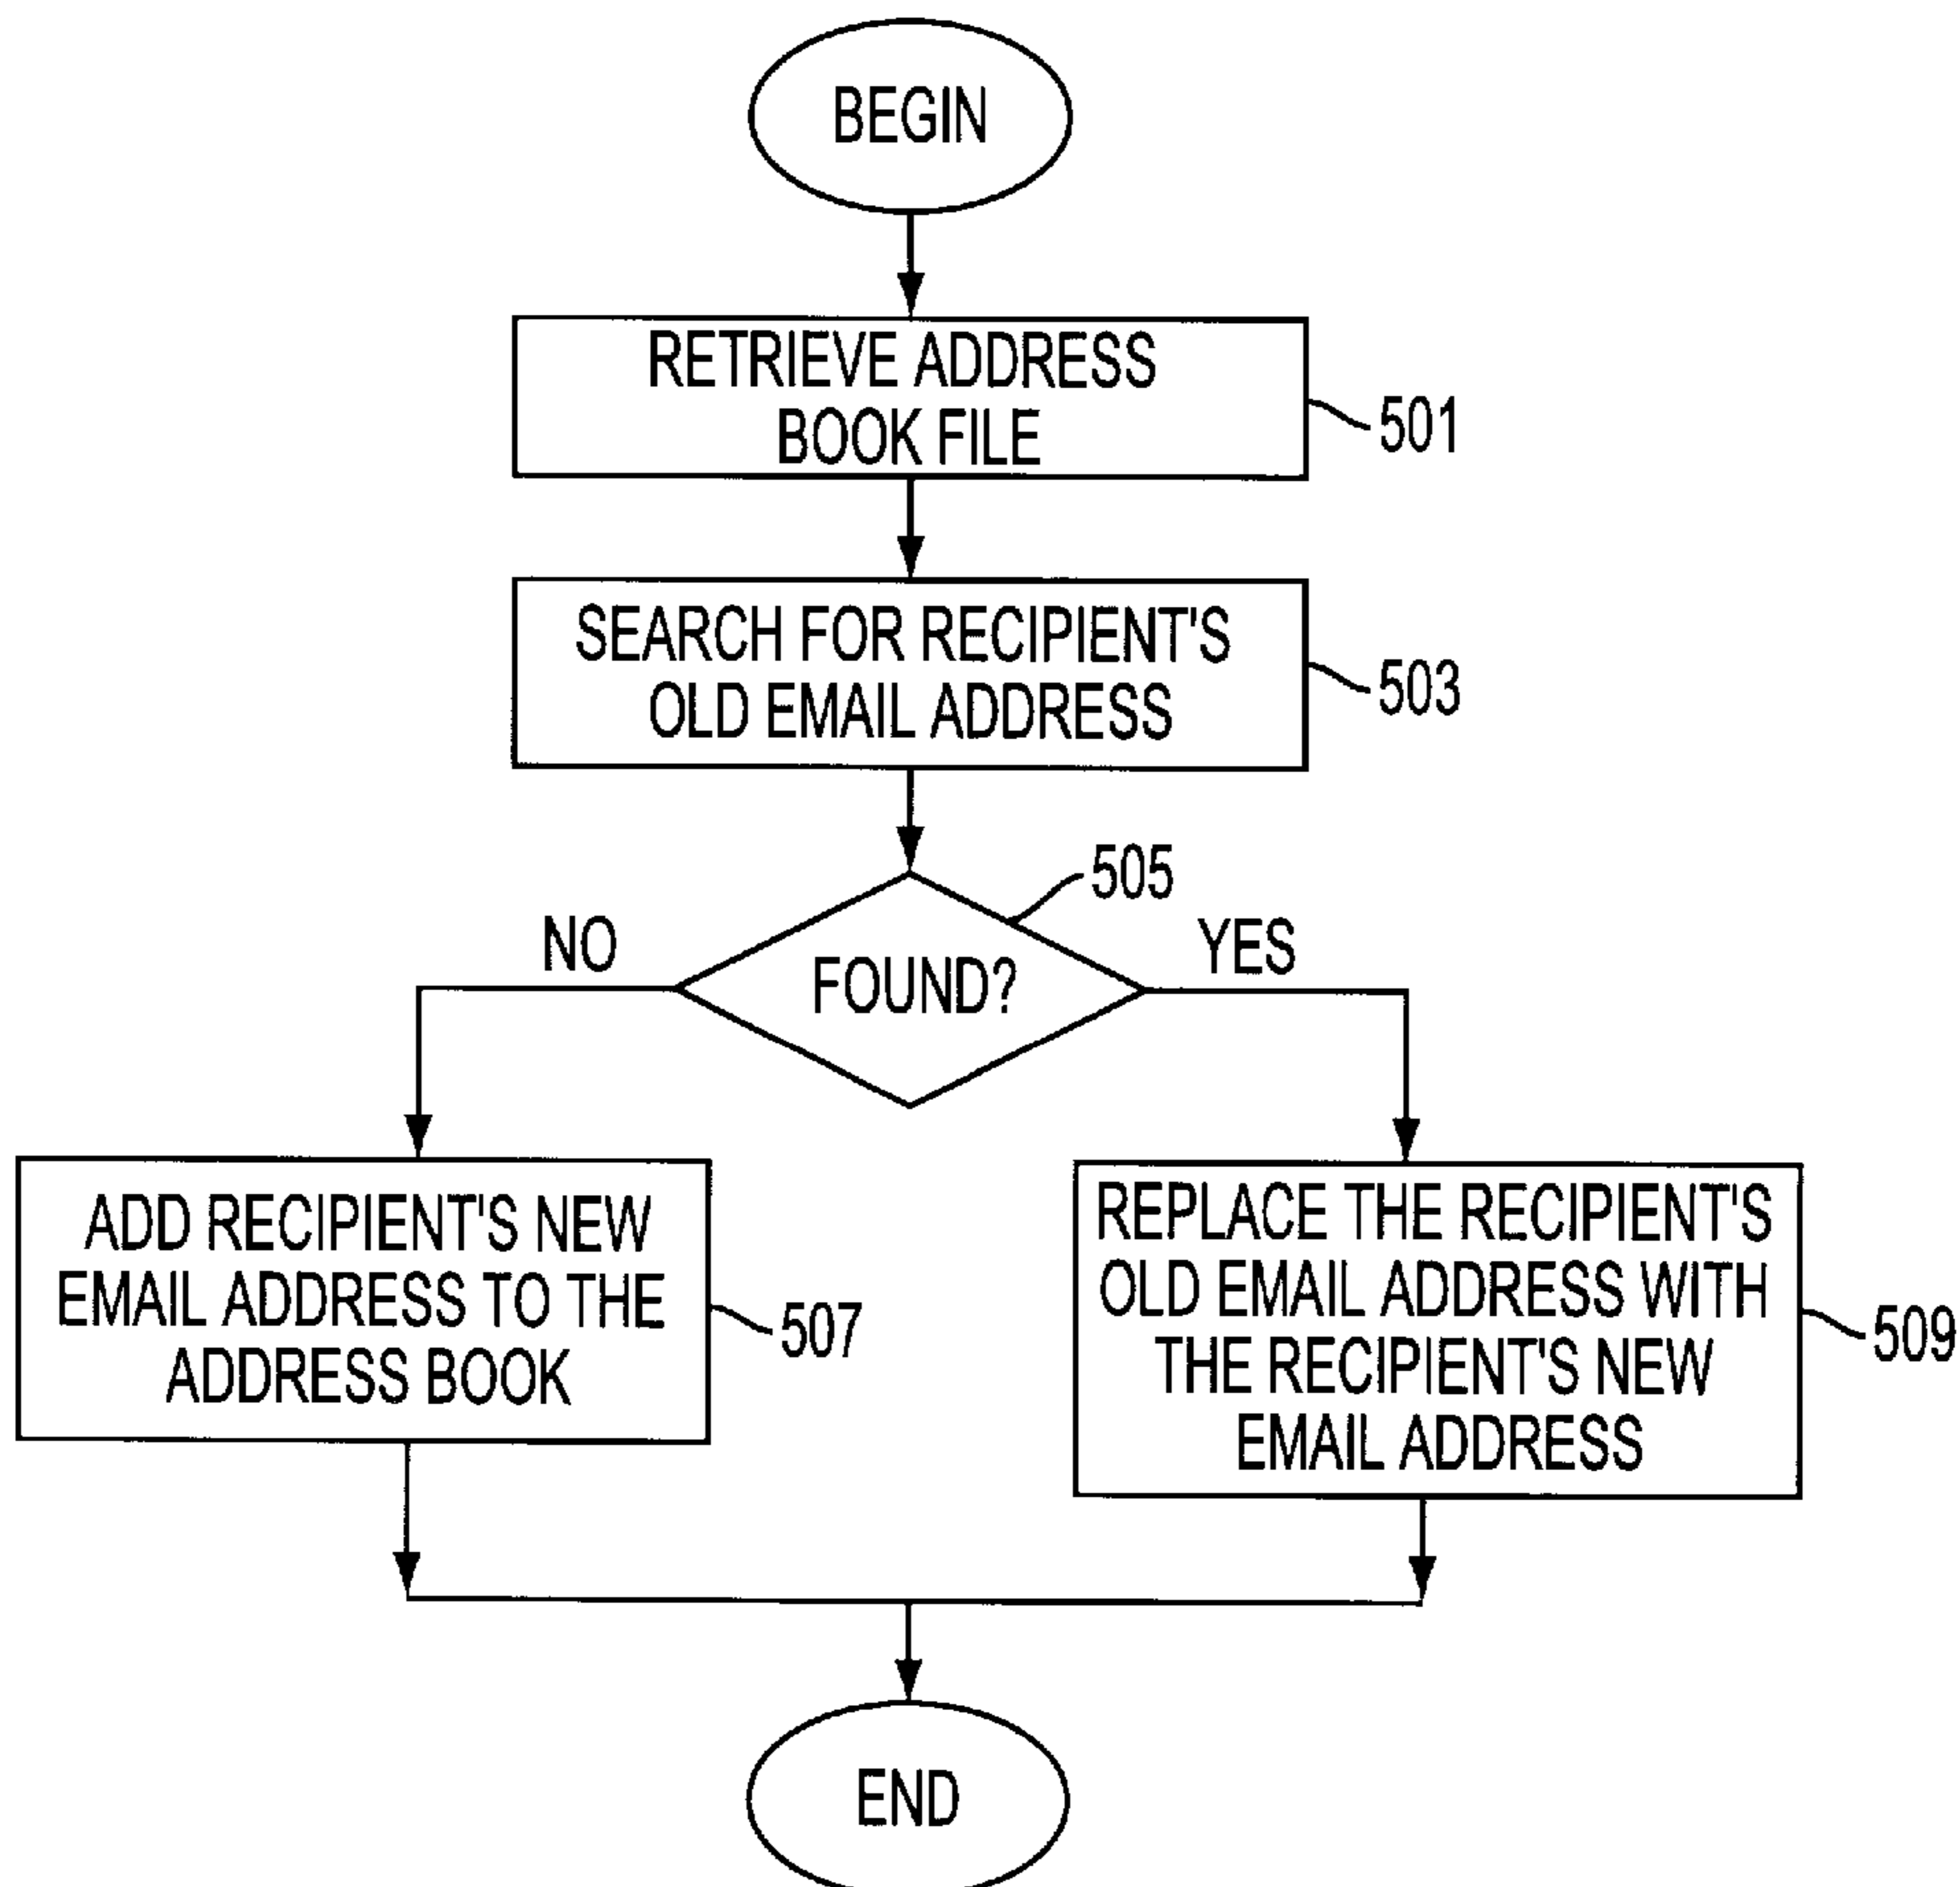 BEGIN
RETRIEVE ADDRESS
BOOK FILE
501
SEARCH FOR RECIPIENT'S
OLD EMAIL ADDRESS
503
505
NO
FOUND?
YES
ADD RECIPIENT'S NEW
EMAIL ADDRESS TO THE
ADDRESS BOOK
507
REPLACE THE RECIPIENT'S
OLD EMAIL ADDRESS WITH
THE RECIPIENT'S NEW
EMAIL ADDRESS
509
END